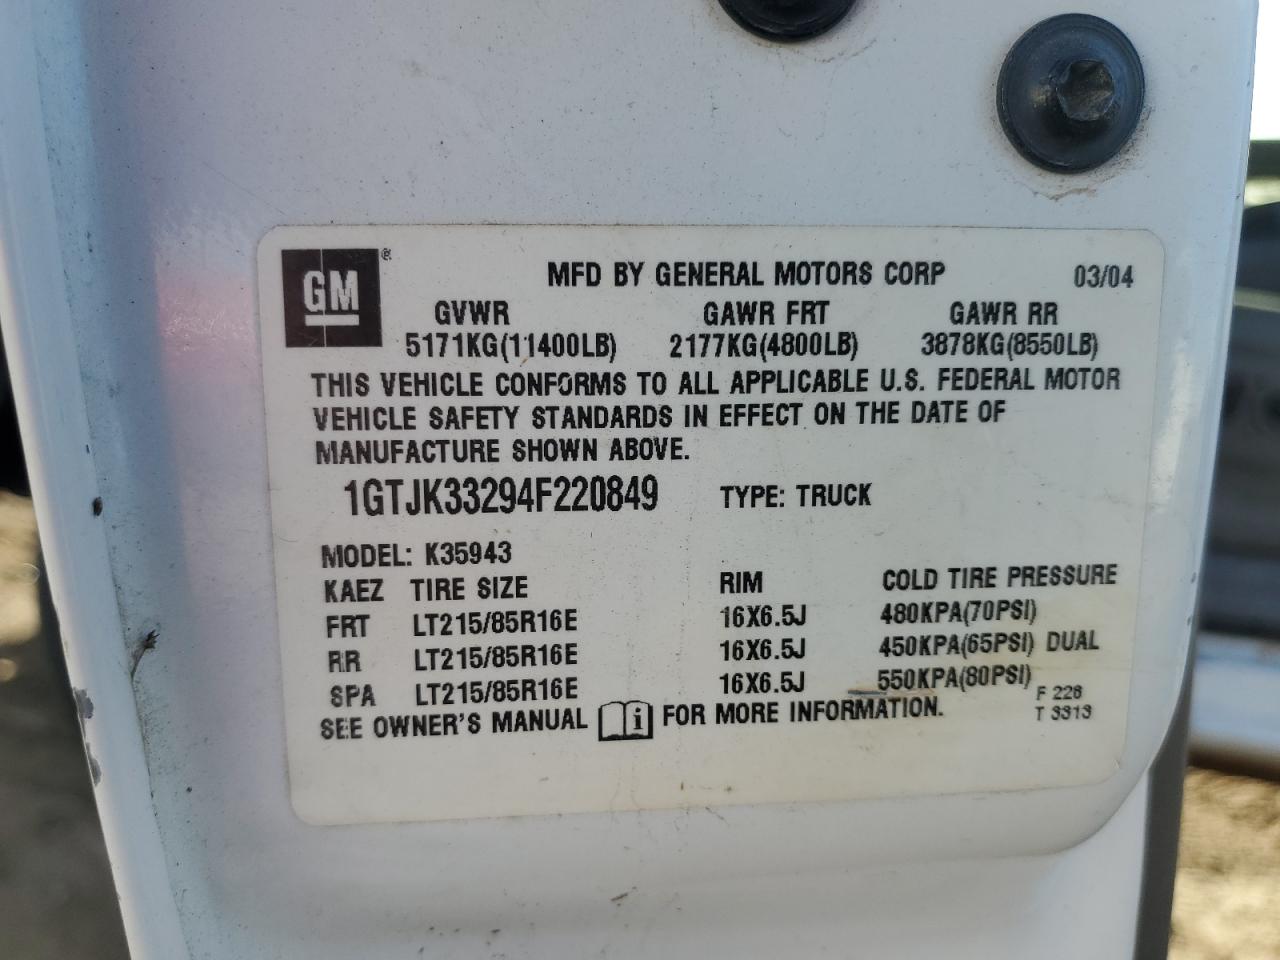 GM ®
MFD BY GENERAL MOTORS CORP 03/04
GVWR GAWR FRT GAWR RR
5171KG(11400LB) 2177KG(4800LB) 3878KG(8550LB)
THIS VEHICLE CONFORMS TO ALL APPLICABLE U.S. FEDERAL MOTOR
VEHICLE SAFETY STANDARDS IN EFFECT ON THE DATE OF
MANUFACTURE SHOWN ABOVE.
1GTJK33294F220849 TYPE: TRUCK
MODEL: K35943
KAEZ TIRE SIZE RIM COLD TIRE PRESSURE
FRT LT215/85R16E 16X6.5J 480KPA(70PSI)
RR LT215/85R16E 16X6.5J 450KPA(65PSI) DUAL
SPA LT215/85R16E 16X6.5J 550KPA(80PSI)
SEE OWNER'S MANUAL i FOR MORE INFORMATION.
F 226
T 3313